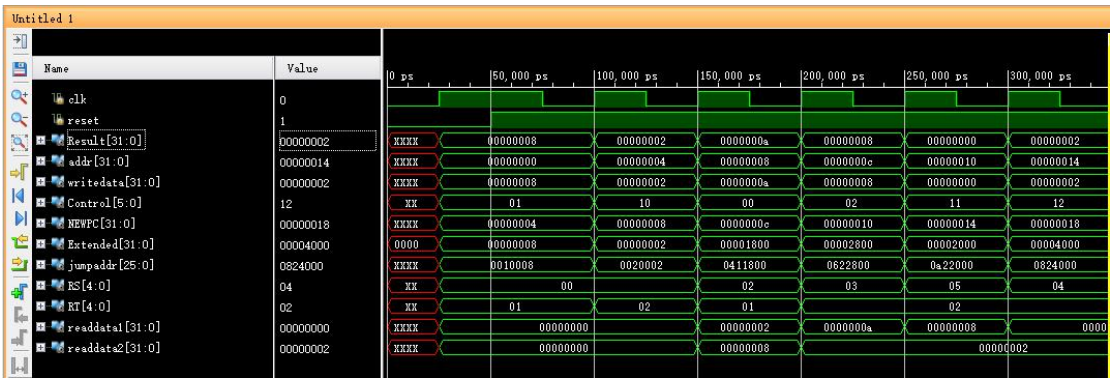 Untitled 1
Name Value 0 ps 50,000 ps 100,000 ps 150,000 ps 200,000 ps 250,000 ps 300,000 ps
clk 0
reset 1
Result[31:0] 00000002 XXXX 00000008 00000002 0000000a 00000008 00000000 00000002
addr[31:0] 00000014 XXXX 00000000 00000004 00000008 0000000c 00000010 00000014
writedata[31:0] 00000002 XXXX 00000008 00000002 0000000a 00000008 00000000 00000002
Control[5:0] 12 XX 01 10 00 02 11 12
NEWPC[31:0] 00000018 XXXX 00000004 00000008 0000000c 00000010 00000014 00000018
Extended[31:0] 00004000 0000 00000008 00000002 00001800 00002800 00002000 00004000
jumpaddr[25:0] 0824000 XXXX 0010008 0020002 0411800 0622800 0a22000 0824000
RS[4:0] 04 XX 00 02 03 05 04
RT[4:0] 02 XX 01 02 01 02
readdata1[31:0] 00000000 XXXX 00000000 00000002 0000000a 00000008 0000
readdata2[31:0] 00000002 XXXX 00000000 00000008 00000002